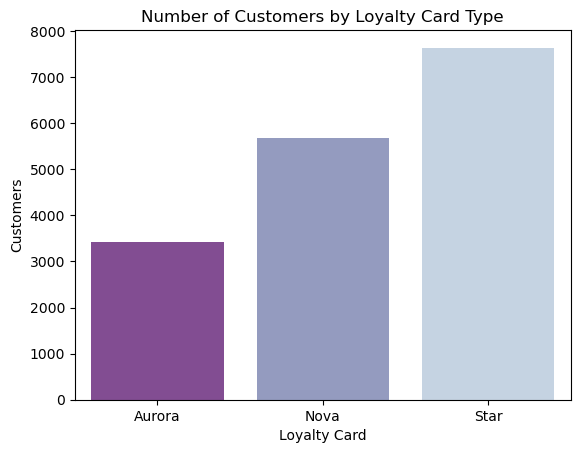 Number of Customers by Loyalty Card Type
8000
7000
6000
5000
4000
3000
2000
1000
0
Customers
Aurora Nova Star
Loyalty Card